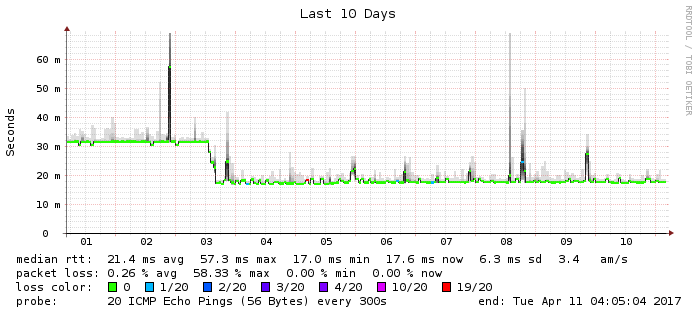 Last 10 Days
RRDTOOL / TOBI OETIKER
Seconds
60 m
50 m
40 m
30 m
20 m
10 m
0
01 02 03 04 05 06 07 08 09 10
median rtt: 21.4 ms avg 57.3 ms max 17.0 ms min 17.6 ms now 6.3 ms sd 3.4 am/s
packet loss: 0.26 % avg 58.33 % max 0.00 % min 0.00 % now
loss color: 0 1/20 2/20 3/20 4/20 10/20 19/20
probe: 20 ICMP Echo Pings (56 Bytes) every 300s end: Tue Apr 11 04:05:04 2017